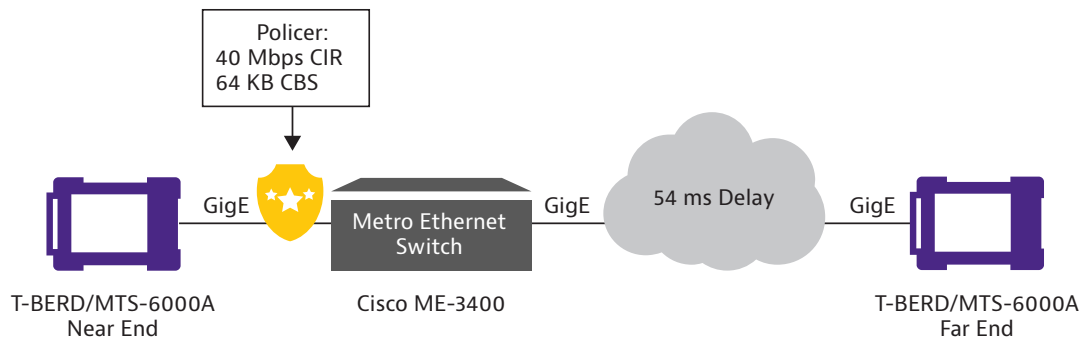 Policer:
40 Mbps CIR
64 KB CBS
GigE
Metro Ethernet
Switch
GigE
54 ms Delay
GigE
T-BERD/MTS-6000A
Near End
Cisco ME-3400
T-BERD/MTS-6000A
Far End